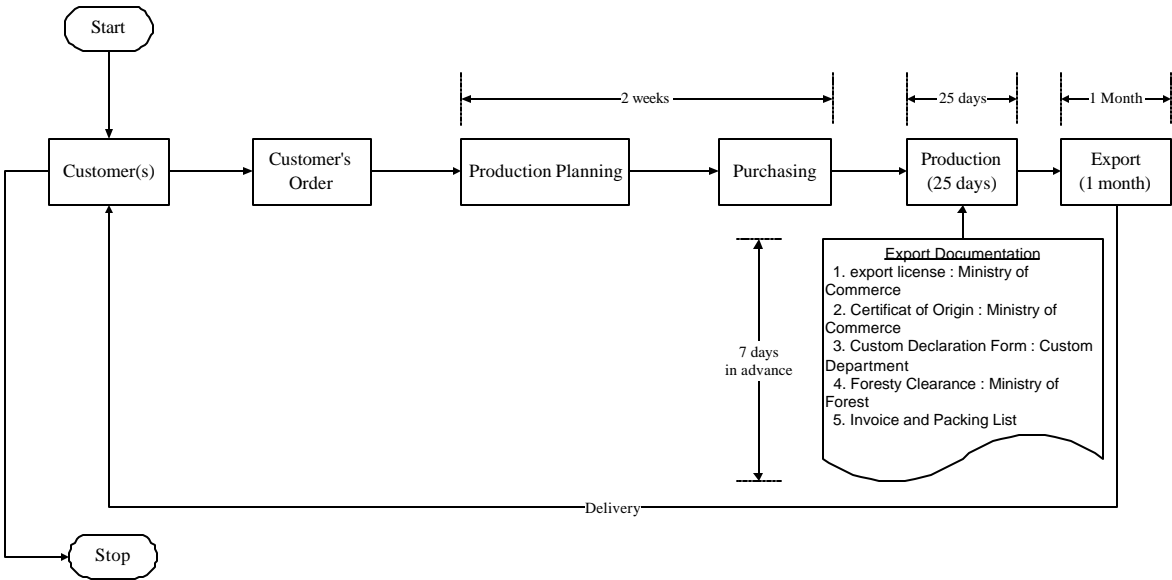 Start
2 weeks
25 days
1 Month
Customer(s)
Customer's
Order
Production Planning
Purchasing
Production
(25 days)
Export
(1 month)
Export Documentation
1. export license : Ministry of
Commerce
2. Certificat of Origin : Ministry of
Commerce
3. Custom Declaration Form : Custom
Department
4. Foresty Clearance : Ministry of
Forest
5. Invoice and Packing List
7 days
in advance
Delivery
Stop